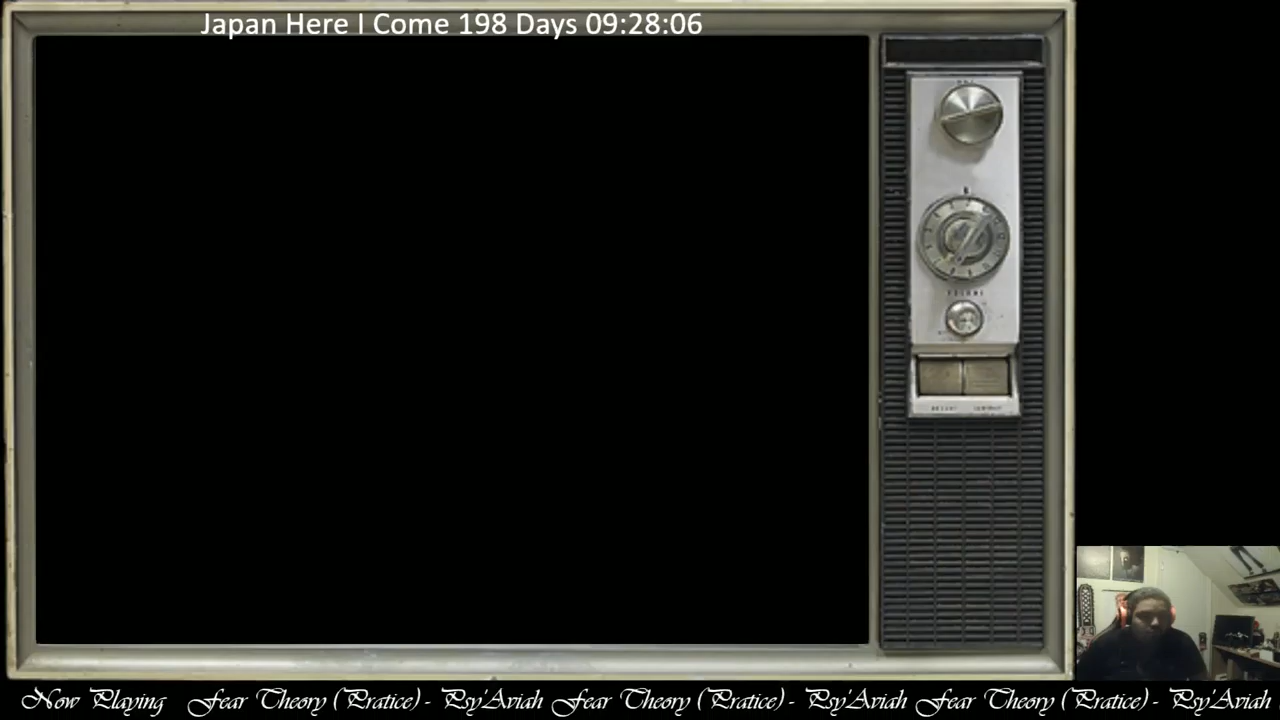 Japan Here I Come 198 Days 09:28:06
VOLUME
Now Playing Fear Theory (Pratice) - Psy'Aviah Fear Theory (Pratice) - Psy'Aviah Fear Theory (Pratice) - Psy'Aviah